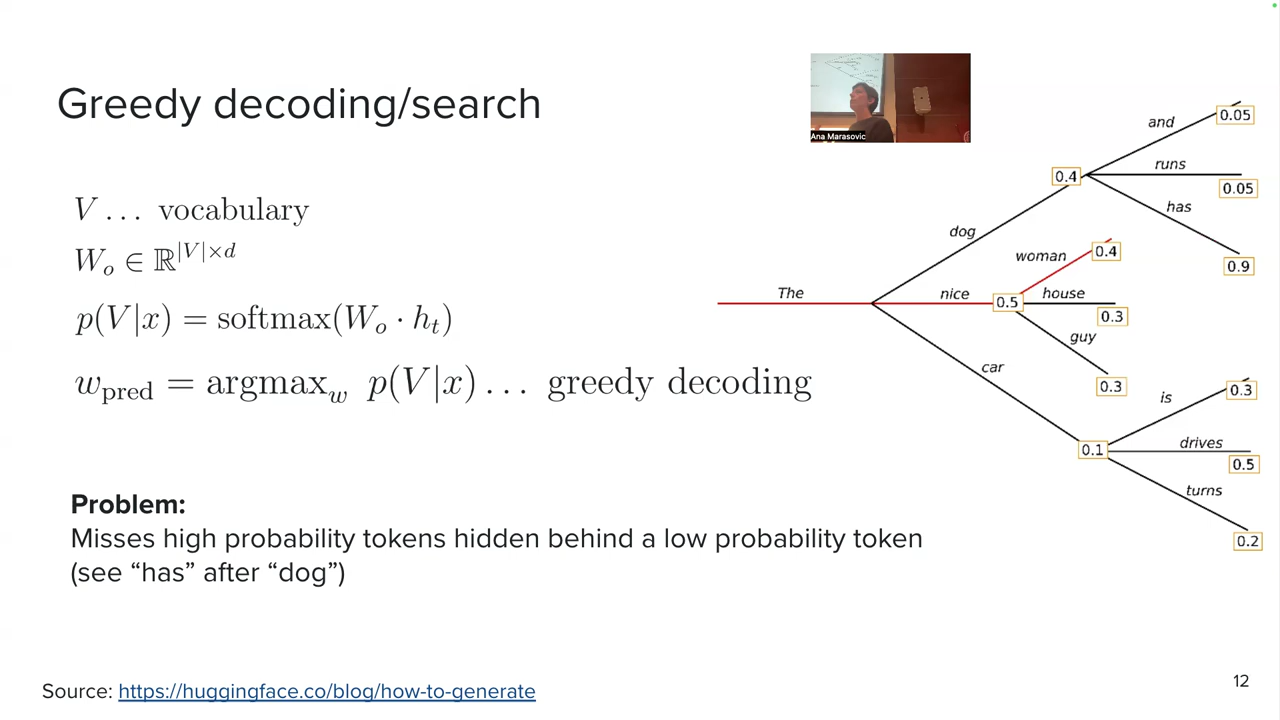 Greedy decoding/search
Ana Marasovic
V ... vocabulary
W_o ∈ ℝ^{|V|×d}
p(V|x) = softmax(W_o · h_t)
w_pred = argmax_w p(V|x) ... greedy decoding
Problem:
Misses high probability tokens hidden behind a low probability token
(see “has” after “dog”)
The
dog
0.4
and
0.05
runs
0.05
has
0.9
nice
0.5
woman
0.4
house
0.3
guy
0.3
car
0.1
is
0.3
drives
0.5
turns
0.2
Source: https://huggingface.co/blog/how-to-generate
12